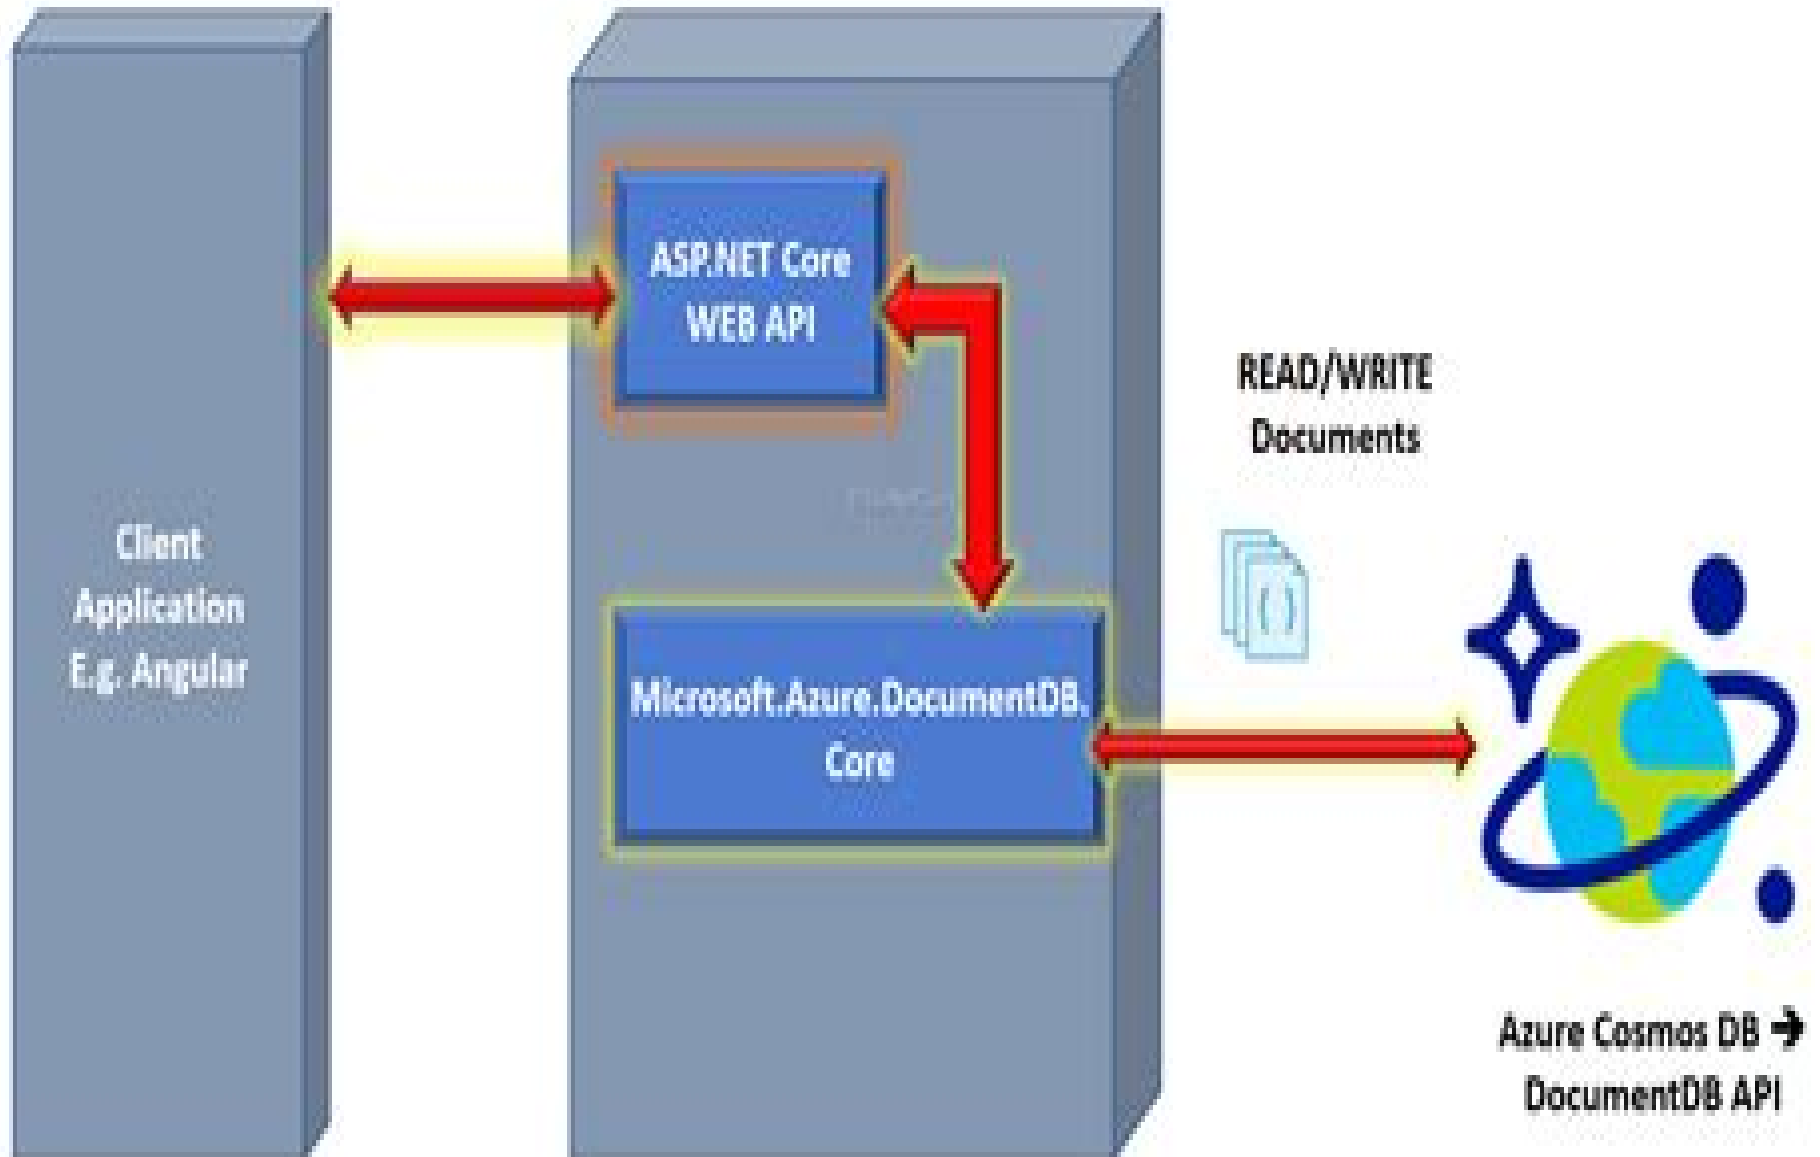 Client
Application
E.g. Angular
ASP.NET Core
WEB API
Microsoft.Azure.DocumentDB.
Core
READ/WRITE
Documents
{ }
Azure Cosmos DB →
DocumentDB API